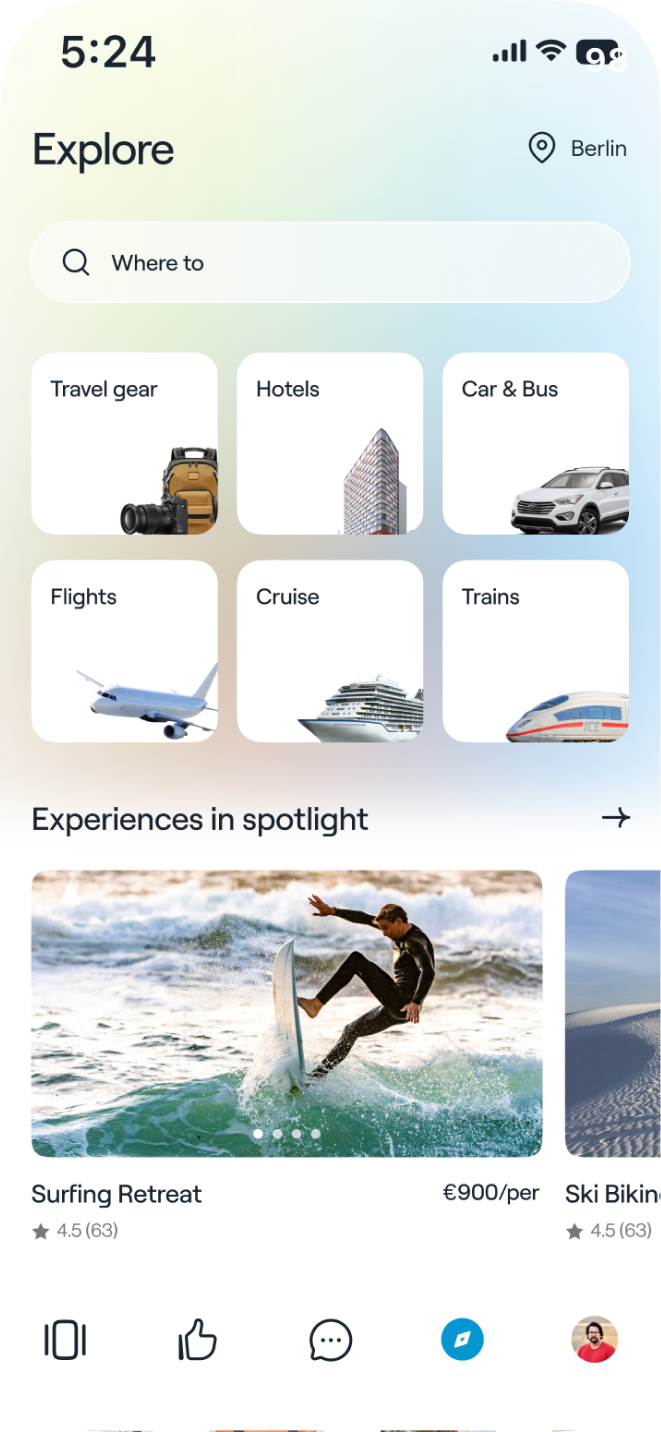 5:24
98
Explore
Berlin
Where to
Travel gear
Hotels
Car & Bus
ICE
Flights
Cruise
Trains
Experiences in spotlight
Surfing Retreat
€900/per
Ski Bikin
4.5 (63)
4.5 (63)